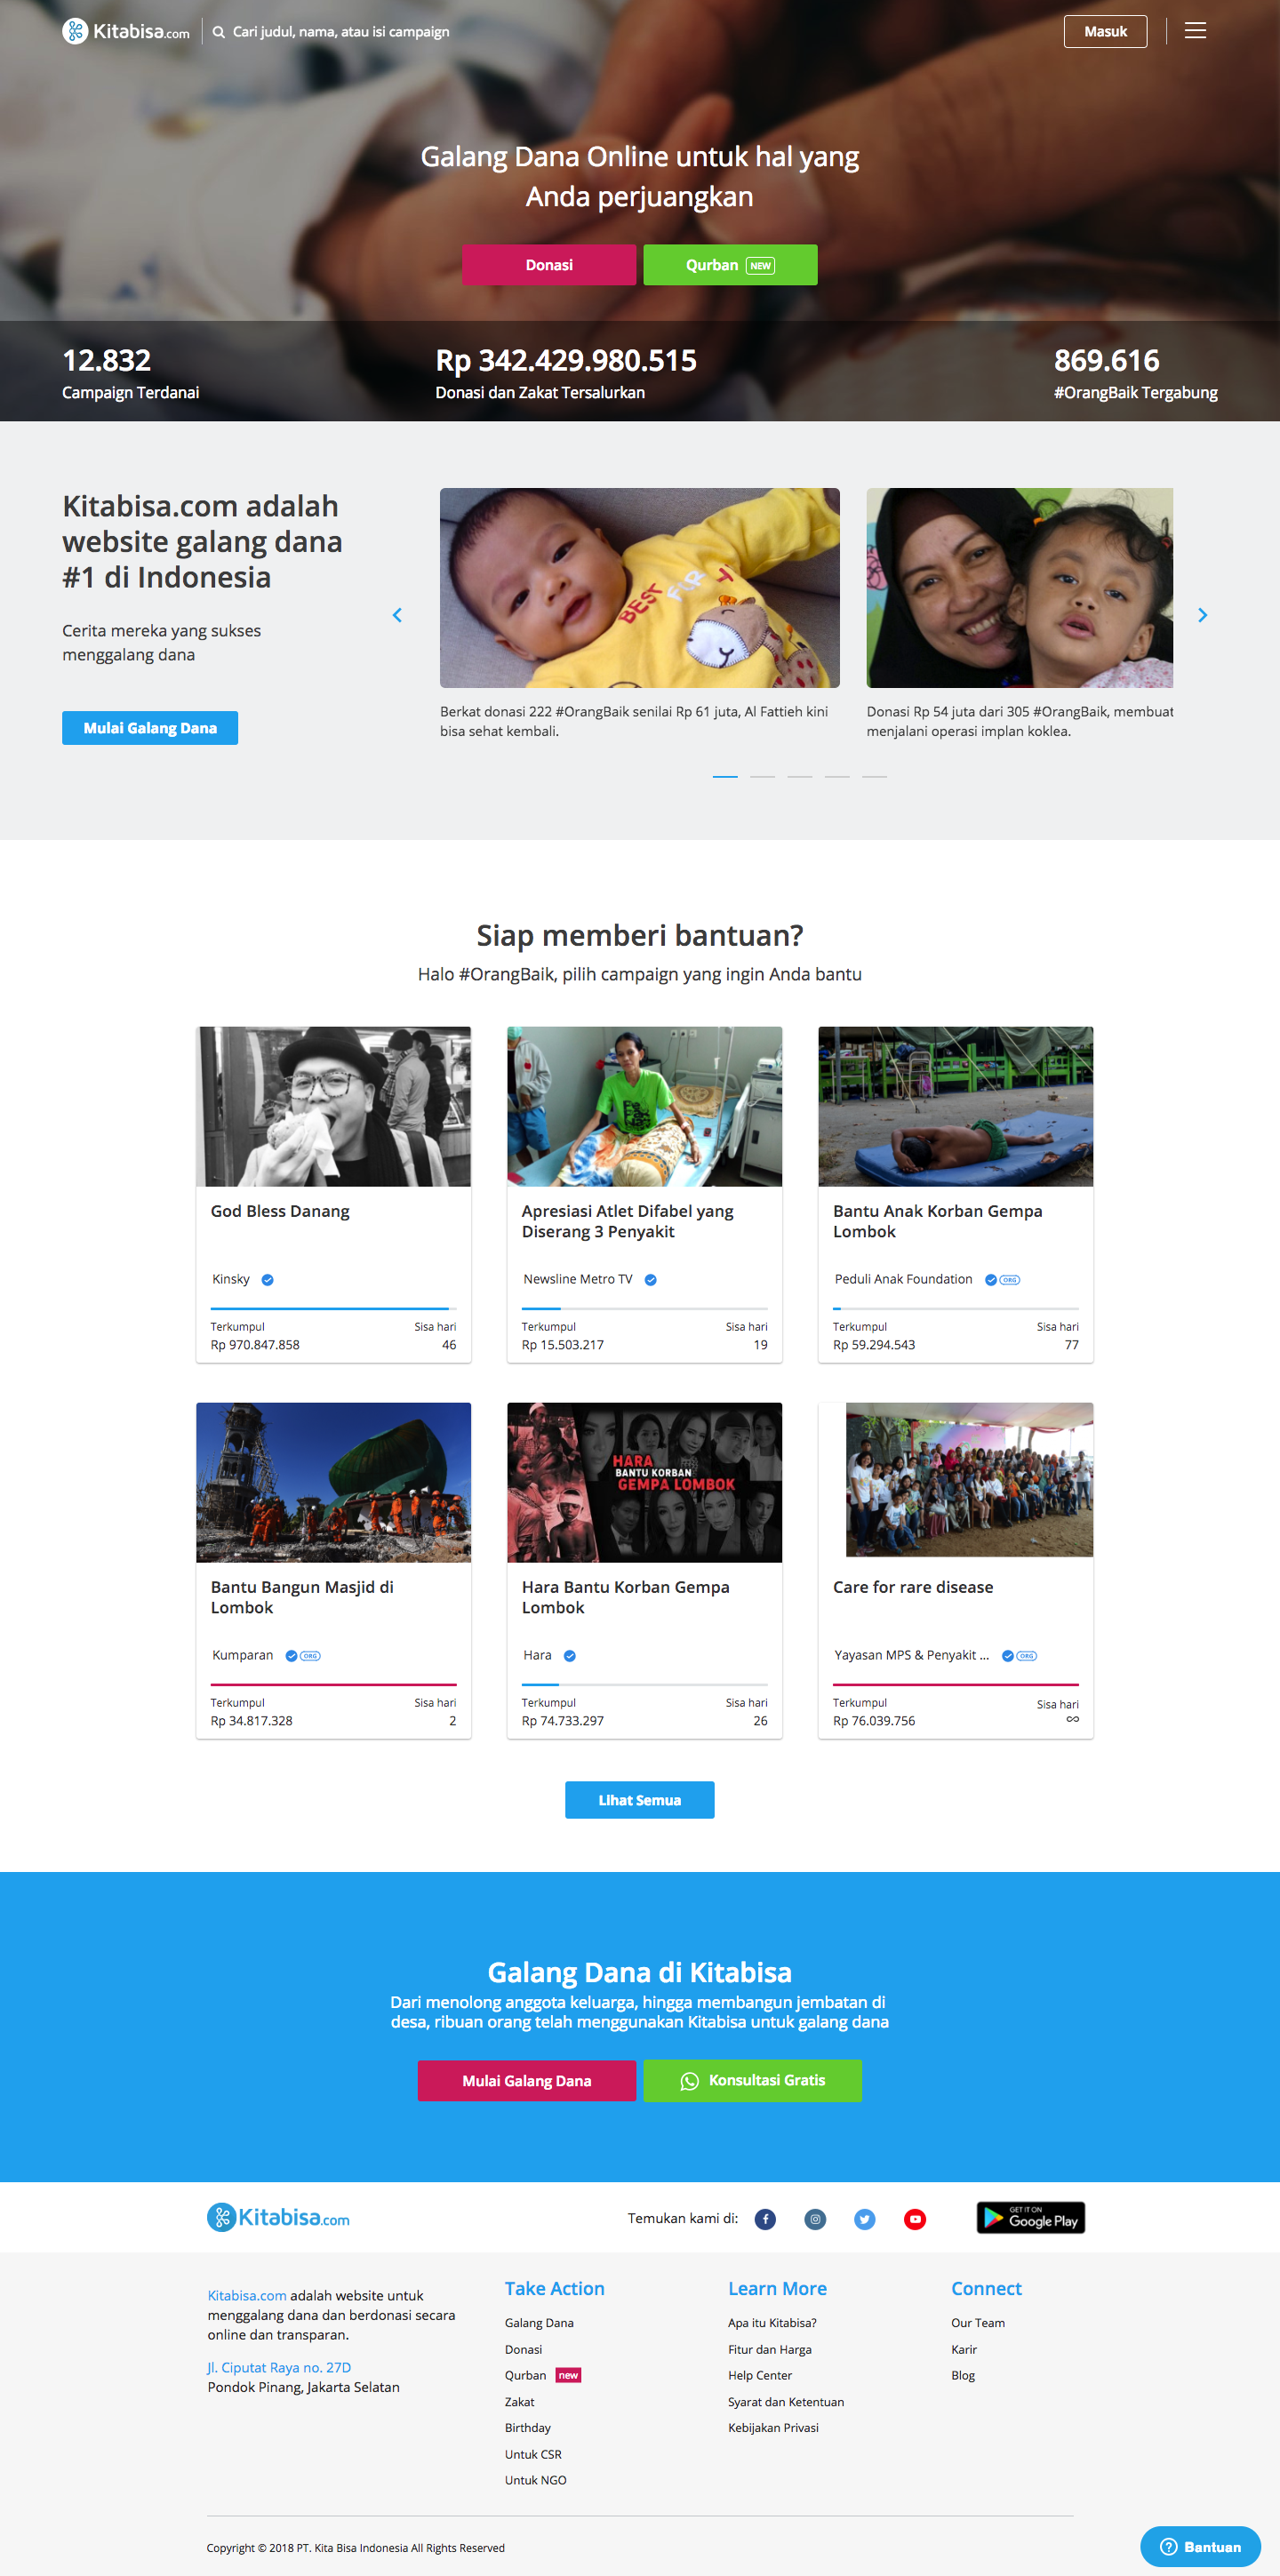 Kitabisa.com
Cari judul, nama, atau isi campaign
Masuk
Galang Dana Online untuk hal yang
Anda perjuangkan
Donasi
Qurban NEW
12.832
Campaign Terdanai
Rp 342.429.980.515
Donasi dan Zakat Tersalurkan
869.616
#OrangBaik Tergabung
Kitabisa.com adalah
website galang dana
#1 di Indonesia
Cerita mereka yang sukses
menggalang dana
Mulai Galang Dana
BEST FOR
Berkat donasi 222 #OrangBaik senilai Rp 61 juta, Al Fattieh kini
bisa sehat kembali.
Donasi Rp 54 juta dari 305 #OrangBaik, membuat
menjalani operasi implan koklea.
Siap memberi bantuan?
Halo #OrangBaik, pilih campaign yang ingin Anda bantu
God Bless Danang
Kinsky
Terkumpul Sisa hari
Rp 970.847.858 46
Apresiasi Atlet Difabel yang
Diserang 3 Penyakit
Newsline Metro TV
Terkumpul Sisa hari
Rp 15.503.217 19
Bantu Anak Korban Gempa
Lombok
Peduli Anak Foundation ORG
Terkumpul Sisa hari
Rp 59.294.543 77
Bantu Bangun Masjid di
Lombok
Kumparan ORG
Terkumpul Sisa hari
Rp 34.817.328 2
HARA
BANTU KORBAN
GEMPA LOMBOK
Hara Bantu Korban Gempa
Lombok
Hara
Terkumpul Sisa hari
Rp 74.733.297 26
Care for rare disease
Yayasan MPS & Penyakit ... ORG
Terkumpul Sisa hari
Rp 76.039.756 ∞
Lihat Semua
Galang Dana di Kitabisa
Dari menolong anggota keluarga, hingga membangun jembatan di
desa, ribuan orang telah menggunakan Kitabisa untuk galang dana
Mulai Galang Dana
Konsultasi Gratis
Kitabisa.com
Temukan kami di:
GET IT ON
Google Play
Kitabisa.com adalah website untuk
menggalang dana dan berdonasi secara
online dan transparan.
Jl. Ciputat Raya no. 27D
Pondok Pinang, Jakarta Selatan
Take Action
Galang Dana
Donasi
Qurban new
Zakat
Birthday
Untuk CSR
Untuk NGO
Learn More
Apa itu Kitabisa?
Fitur dan Harga
Help Center
Syarat dan Ketentuan
Kebijakan Privasi
Connect
Our Team
Karir
Blog
Copyright © 2018 PT. Kita Bisa Indonesia All Rights Reserved
Bantuan